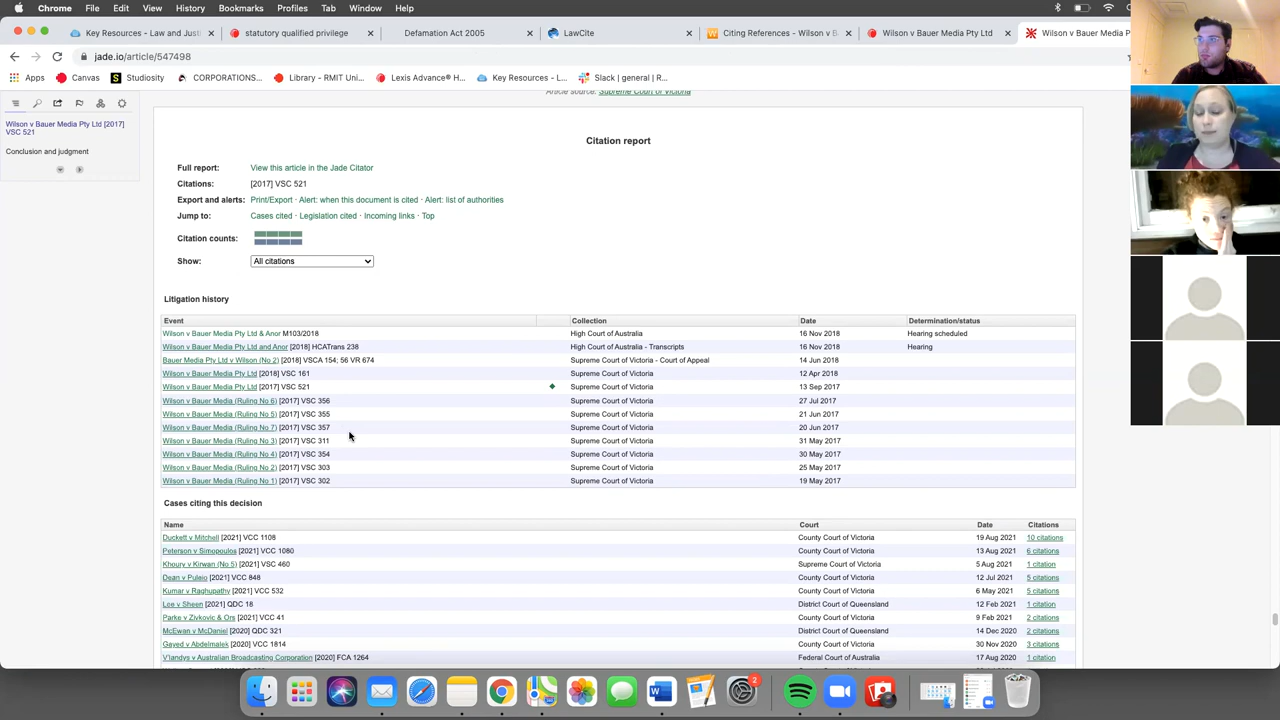 File Edit View History Bookmarks Profiles Tab Window Help
Key Resources - Law and Just
statutory qualified privilege
Defamation Act 2005
LawCite
Citing References - Wilson v B
Wilson v Bauer Media Pty Ltd
Wilson v Bauer Media P
jade.io/article/547498
Apps Canvas Studiosity CORPORATIONS... Library - RMIT Uni... Lexis Advance® H... Key Resources - L... Slack | general | R...
Article source: Supreme Court of Victoria
Wilson v Bauer Media Pty Ltd [2017]
VSC 521
Conclusion and judgment
Citation report
Full report: View this article in the Jade Citator
Citations: [2017] VSC 521
Export and alerts: Print/Export · Alert: when this document is cited · Alert: list of authorities
Jump to: Cases cited · Legislation cited · Incoming links · Top
Citation counts:
Show: All citations
Litigation history
Event Collection Date Determination/status
Wilson v Bauer Media Pty Ltd & Anor M103/2018 High Court of Australia 16 Nov 2018 Hearing scheduled
Wilson v Bauer Media Pty Ltd and Anor [2018] HCATrans 238 High Court of Australia - Transcripts 16 Nov 2018 Hearing
Bauer Media Pty Ltd v Wilson (No 2) [2018] VSCA 154; 56 VR 674 Supreme Court of Victoria - Court of Appeal 14 Jun 2018
Wilson v Bauer Media Pty Ltd [2018] VSC 161 Supreme Court of Victoria 12 Apr 2018
Wilson v Bauer Media Pty Ltd [2017] VSC 521 Supreme Court of Victoria 13 Sep 2017
Wilson v Bauer Media (Ruling No 6) [2017] VSC 356 Supreme Court of Victoria 27 Jul 2017
Wilson v Bauer Media (Ruling No 5) [2017] VSC 355 Supreme Court of Victoria 21 Jun 2017
Wilson v Bauer Media (Ruling No 7) [2017] VSC 357 Supreme Court of Victoria 20 Jun 2017
Wilson v Bauer Media (Ruling No 3) [2017] VSC 311 Supreme Court of Victoria 31 May 2017
Wilson v Bauer Media (Ruling No 4) [2017] VSC 354 Supreme Court of Victoria 30 May 2017
Wilson v Bauer Media (Ruling No 2) [2017] VSC 303 Supreme Court of Victoria 25 May 2017
Wilson v Bauer Media (Ruling No 1) [2017] VSC 302 Supreme Court of Victoria 19 May 2017
Cases citing this decision
Name Court Date Citations
Duckett v Mitchell [2021] VCC 1108 County Court of Victoria 19 Aug 2021 10 citations
Peterson v Simopoulos [2021] VCC 1080 County Court of Victoria 13 Aug 2021 6 citations
Khoury v Kirwan (No 5) [2021] VSC 460 Supreme Court of Victoria 5 Aug 2021 1 citation
Dean v Puleio [2021] VCC 848 County Court of Victoria 12 Jul 2021 5 citations
Kumar v Raghupathy [2021] VCC 532 County Court of Victoria 6 May 2021 5 citations
Lee v Sheen [2021] QDC 18 District Court of Queensland 12 Feb 2021 1 citation
Parke v Zivkovic & Ors [2021] VCC 41 County Court of Victoria 9 Feb 2021 2 citations
McEwan v McDaniel [2020] QDC 321 District Court of Queensland 14 Dec 2020 2 citations
Gayed v Abdelmalek [2020] VCC 1814 County Court of Victoria 30 Nov 2020 3 citations
V'landys v Australian Broadcasting Corporation [2020] FCA 1264 Federal Court of Australia 17 Aug 2020 1 citation
2